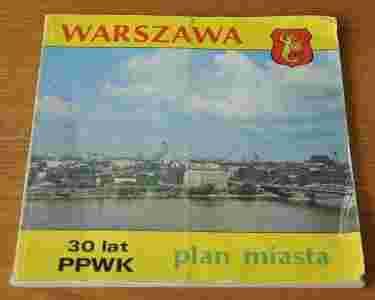 WARSZAWA
30 lat
PPWK
plan miasta